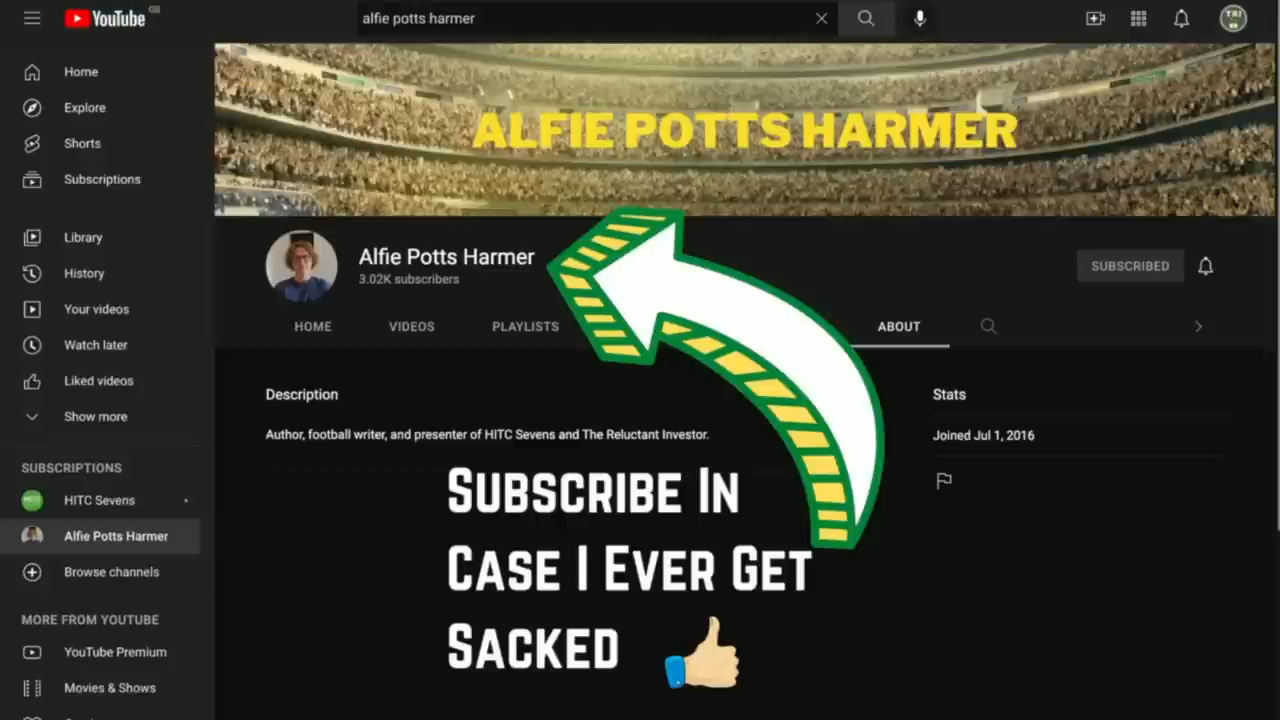 YouTube GB
alfie potts harmer
TRI
Home
Explore
Shorts
Subscriptions
Library
History
Your videos
Watch later
Liked videos
Show more
SUBSCRIPTIONS
HITC Sevens
Alfie Potts Harmer
Browse channels
MORE FROM YOUTUBE
YouTube Premium
Movies & Shows
ALFIE POTTS HARMER
Alfie Potts Harmer
3.02K subscribers
SUBSCRIBED
HOME VIDEOS PLAYLISTS ABOUT
Description
Author, football writer, and presenter of HITC Sevens and The Reluctant Investor.
Stats
Joined Jul 1, 2016
SUBSCRIBE IN
CASE I EVER GET
SACKED